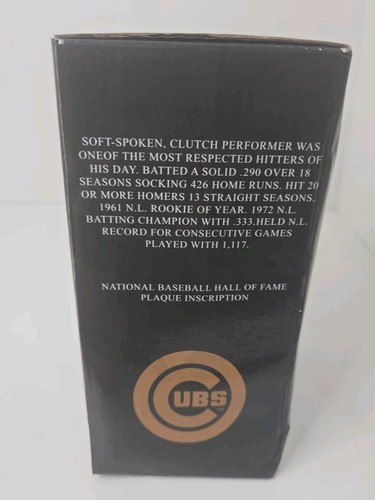 SOFT-SPOKEN, CLUTCH PERFORMER WAS
ONEOF THE MOST RESPECTED HITTERS OF
HIS DAY. BATTED A SOLID .290 OVER 18
SEASONS SOCKING 426 HOME RUNS. HIT 20
OR MORE HOMERS 13 STRAIGHT SEASONS.
1961 N.L. ROOKIE OF YEAR. 1972 N.L.
BATTING CHAMPION WITH .333.HELD N.L.
RECORD FOR CONSECUTIVE GAMES
PLAYED WITH 1,117.
NATIONAL BASEBALL HALL OF FAME
PLAQUE INSCRIPTION
CUBS